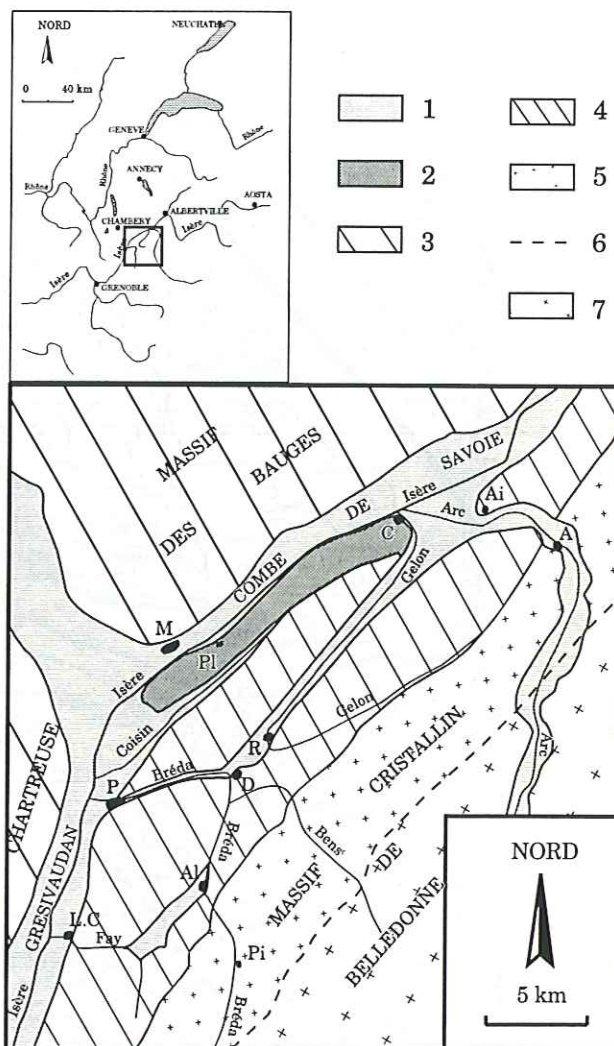 NORD
0 40 km
NEUCHATEL
GENEVE
Rhône
Rhône
Rhône
ANNECY
AOSTA
ALBERTVILLE
CHAMBERY
Isère
Isère
Isère
GRENOBLE
1
2
3
4
5
6
7
MASSIF
DES
BAUGES
COMBE
DE
SAVOIE
Isère
Arc
Ai
A
C
Gelon
M
Pl
Isère
Coisin
CHARTREUSE
R
Gelon
Arc
P
Bréda
D
CRISTALLIN
Bréda
Bens
MASSIF
DE
BELLEDONNE
Al
GRESIVAUDAN
L.C
Fay
Pi
Isère
Bréda
NORD
5 km